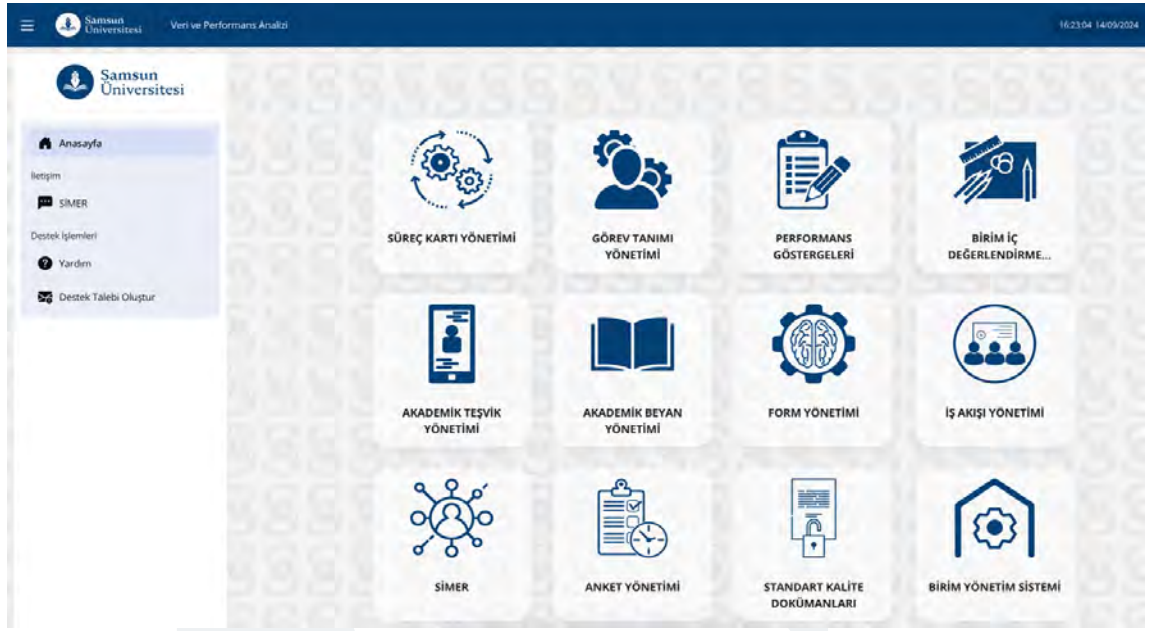 Samsun
Üniversitesi
Veri ve Performans Analizi
16:23:04 14/09/2024
Samsun
Üniversitesi
Anasayfa
İletişim
SİMER
Destek İşlemleri
Yardım
Destek Talebi Oluştur
SÜREÇ KARTI YÖNETİMİ
GÖREV TANIMI
YÖNETİMİ
PERFORMANS
GÖSTERGELERİ
BİRİM İÇ
DEĞERLENDİRME...
AKADEMİK TEŞVİK
YÖNETİMİ
AKADEMİK BEYAN
YÖNETİMİ
FORM YÖNETİMİ
İŞ AKIŞI YÖNETİMİ
SİMER
ANKET YÖNETİMİ
STANDART KALİTE
DOKÜMANLARI
BİRİM YÖNETİM SİSTEMİ